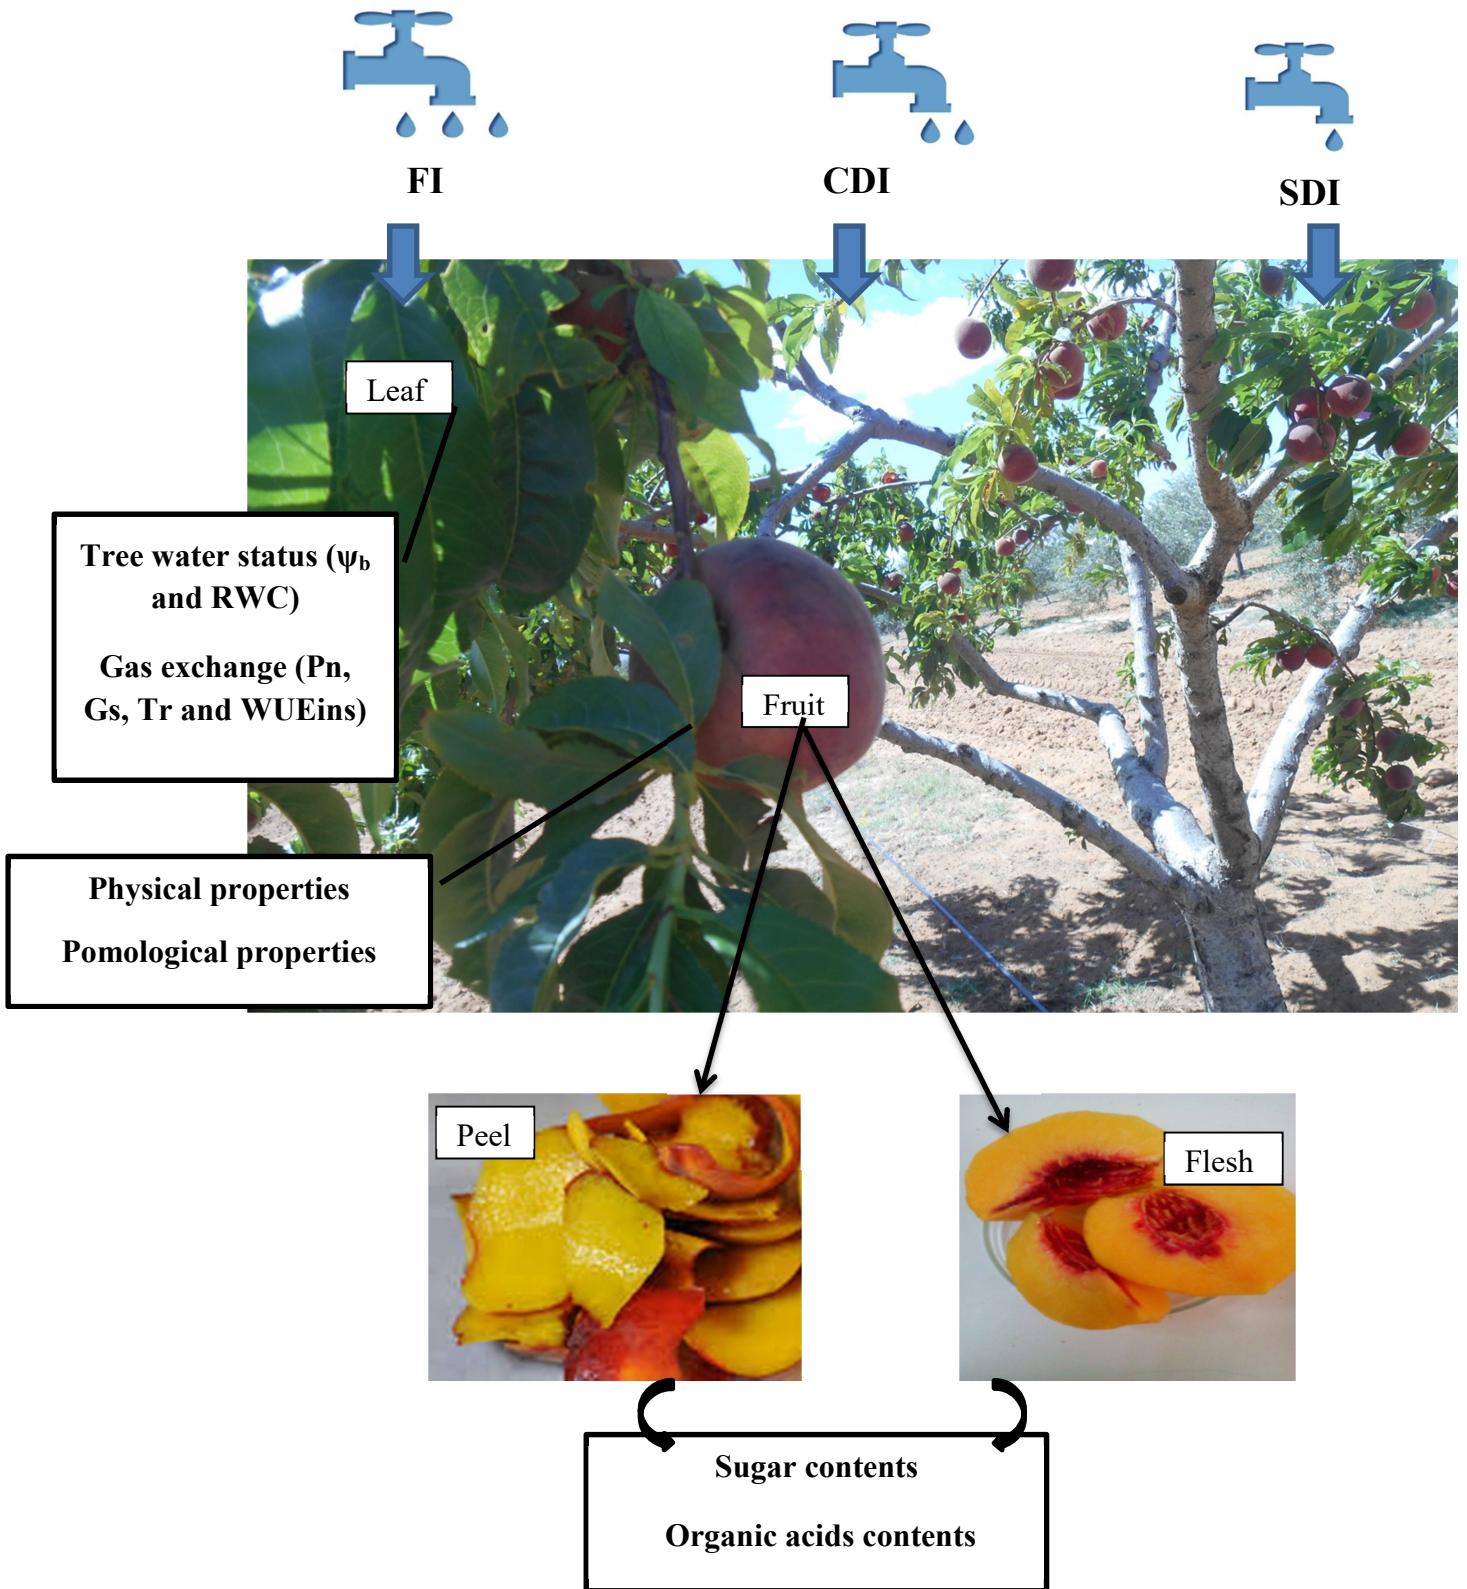 FI
CDI
SDI
Leaf
Tree water status (ψb
and RWC)
Gas exchange (Pn,
Gs, Tr and WUEins)
Fruit
Physical properties
Pomological properties
Peel
Flesh
Sugar contents
Organic acids contents